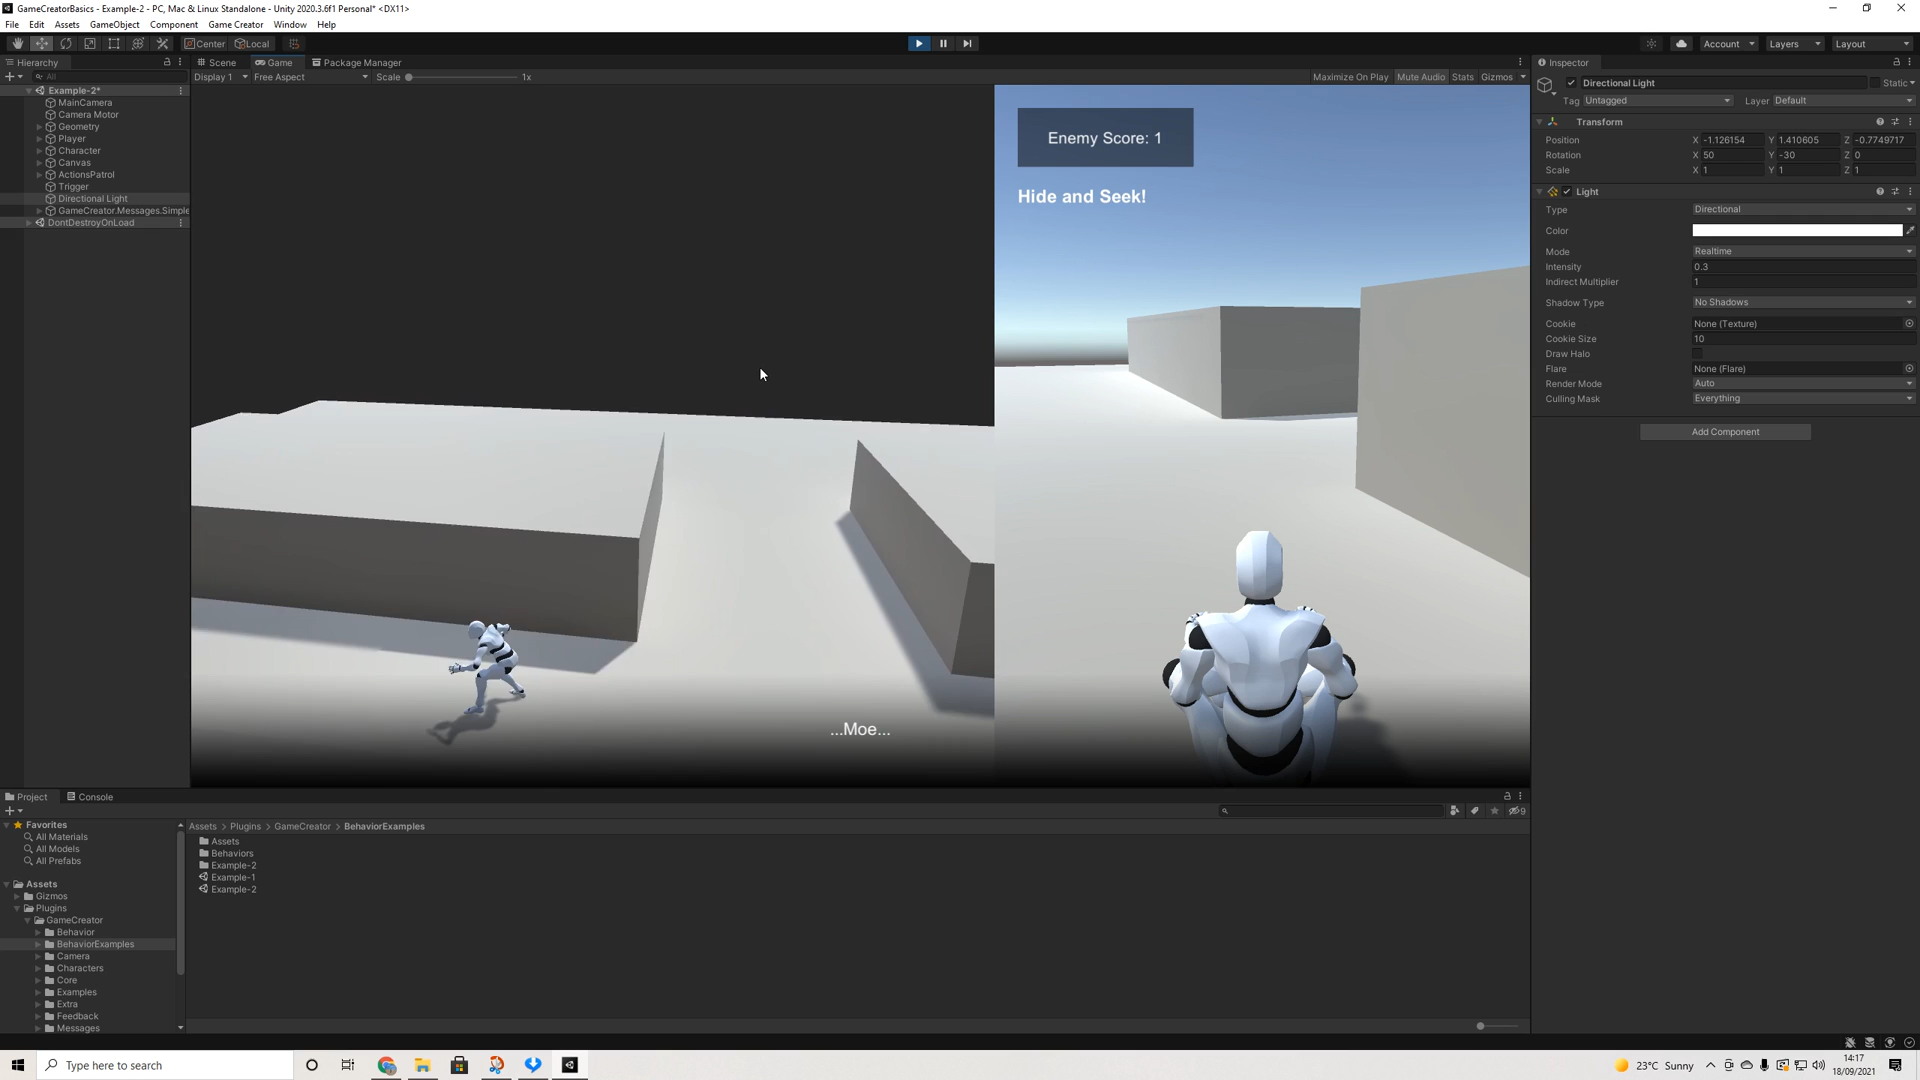 GameCreatorBasics - Example-2 - PC, Mac & Linux Standalone - Unity 2020.3.6f1 Personal* <DX11>
File Edit Assets GameObject Component Game Creator Window Help
Center Local
Account Layers Layout
Hierarchy
All
Example-2*
MainCamera
Camera Motor
Geometry
Player
Character
Canvas
ActionsPatrol
Trigger
Directional Light
GameCreator.Messages.Simple
DontDestroyOnLoad
Scene Game Package Manager
Display 1 Free Aspect Scale 1x
Maximize On Play Mute Audio Stats Gizmos
Enemy Score: 1
Hide and Seek!
...Moe...
Inspector
Directional Light Static
Tag Untagged Layer Default
Transform
Position X -1.126154 Y 1.410605 Z -0.7749717
Rotation X 50 Y -30 Z 0
Scale X 1 Y 1 Z 1
Light
Type Directional
Color
Mode Realtime
Intensity 0.3
Indirect Multiplier 1
Shadow Type No Shadows
Cookie None (Texture)
Cookie Size 10
Draw Halo
Flare None (Flare)
Render Mode Auto
Culling Mask Everything
Add Component
Project Console
9
Favorites
All Materials
All Models
All Prefabs
Assets
Gizmos
Plugins
GameCreator
Behavior
BehaviorExamples
Camera
Characters
Core
Examples
Extra
Feedback
Messages
Assets > Plugins > GameCreator > BehaviorExamples
Assets
Behaviors
Example-2
Example-1
Example-2
Type here to search
23°C Sunny
14:17
18/09/2021